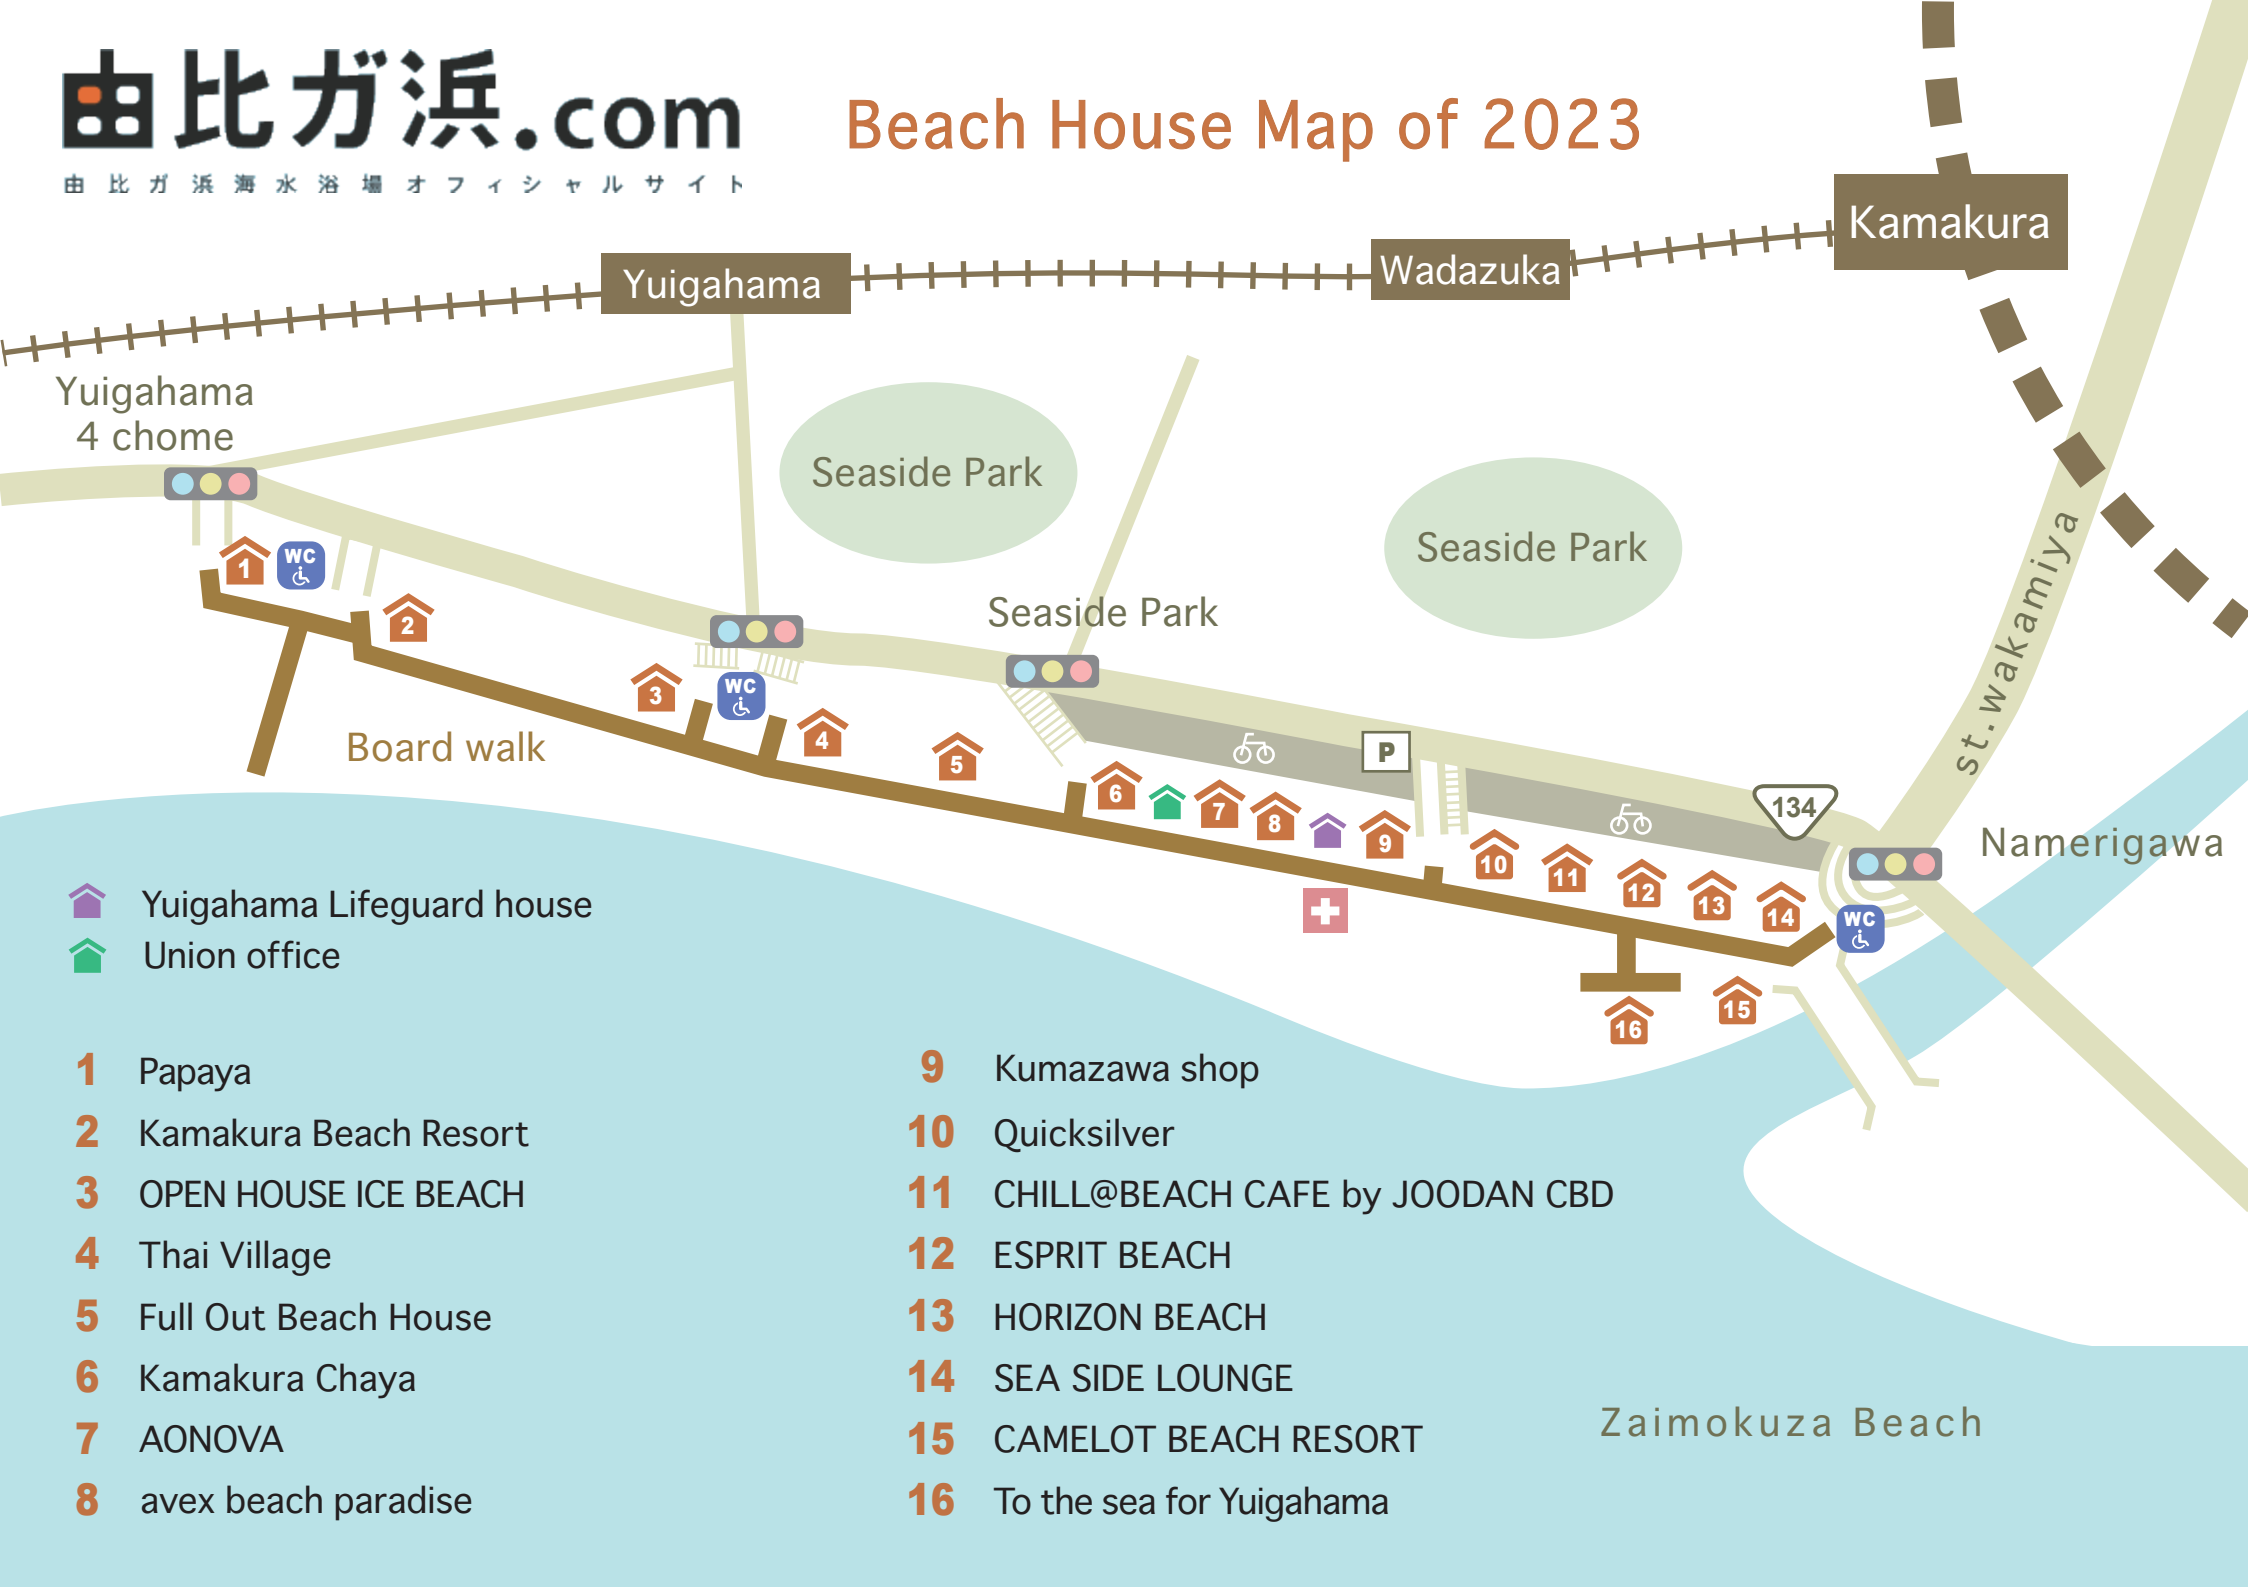 由比ガ浜.com
由比ガ浜海水浴場オフィシャルサイト
Beach House Map of 2023
Kamakura
Wadazuka
Yuigahama
Yuigahama
4 chome
Seaside Park
Seaside Park
Seaside Park
st.wakamiya
WC
1
2
WC
3
4
5
Board walk
P
6
7
8
9
10
11
12
13
14
134
Namerigawa
WC
15
16
Yuigahama Lifeguard house
Union office
1 Papaya
2 Kamakura Beach Resort
3 OPEN HOUSE ICE BEACH
4 Thai Village
5 Full Out Beach House
6 Kamakura Chaya
7 AONOVA
8 avex beach paradise
9 Kumazawa shop
10 Quicksilver
11 CHILL@BEACH CAFE by JOODAN CBD
12 ESPRIT BEACH
13 HORIZON BEACH
14 SEA SIDE LOUNGE
15 CAMELOT BEACH RESORT
16 To the sea for Yuigahama
Zaimokuza Beach